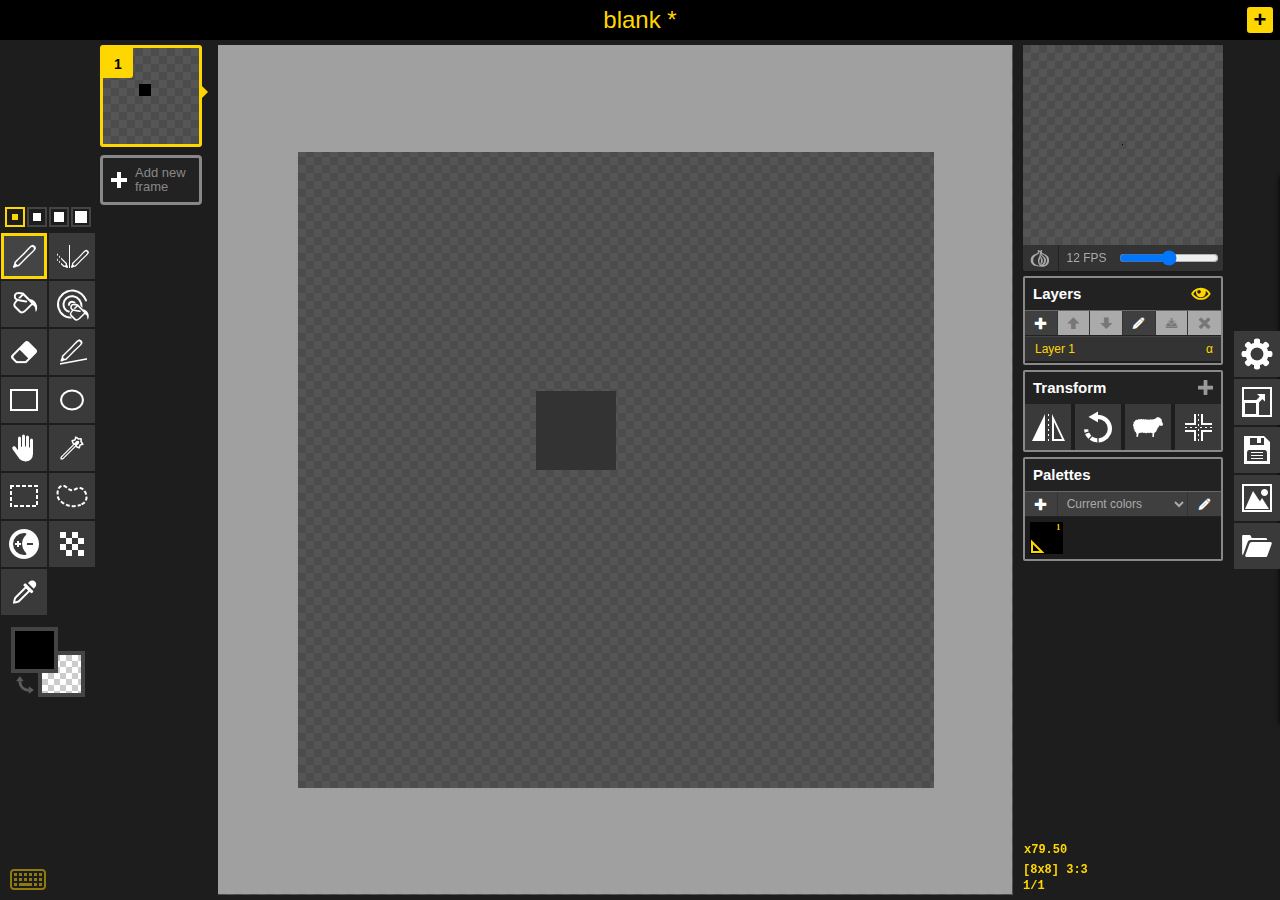 blank *
1
Add new
frame
12 FPS
Layers
Layer 1
α
Transform
Palettes
Current colors
1
x79.50
[8x8] 3:3
1/1